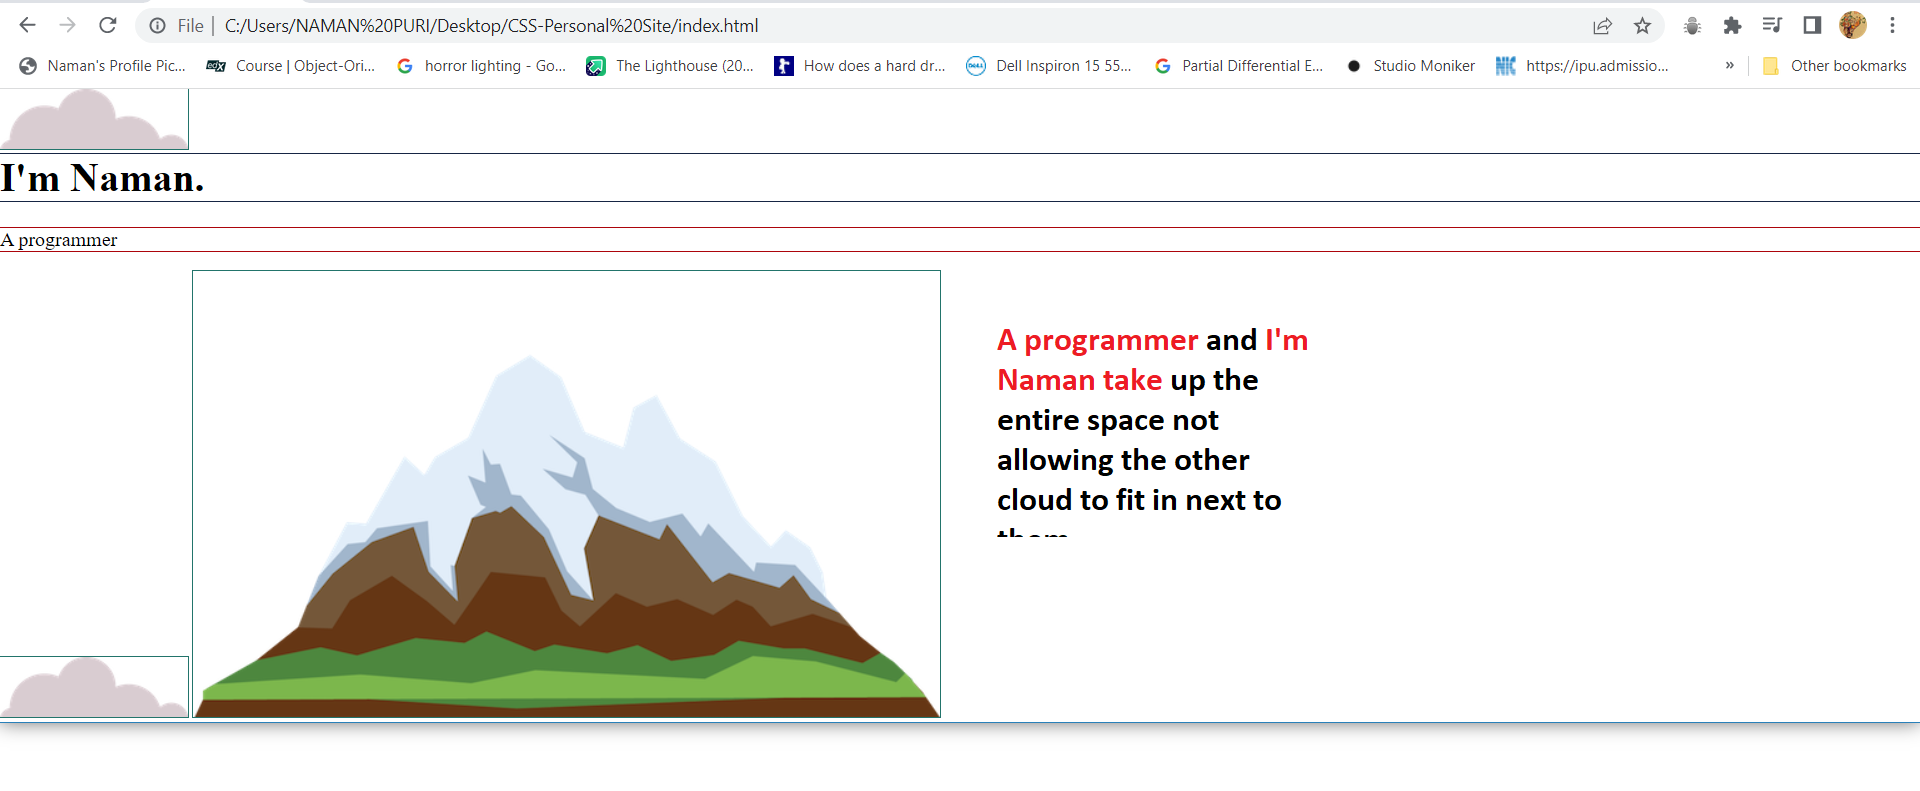 File | C:/Users/NAMAN%20PURI/Desktop/CSS-Personal%20Site/index.html
Naman's Profile Pic... edX Course | Object-Ori... horror lighting - Go... The Lighthouse (20... How does a hard dr... DELL Dell Inspiron 15 55... Partial Differential E... Studio Moniker NIC https://ipu.admissio... » Other bookmarks
I'm Naman.
A programmer
A programmer and I'm
Naman take up the
entire space not
allowing the other
cloud to fit in next to